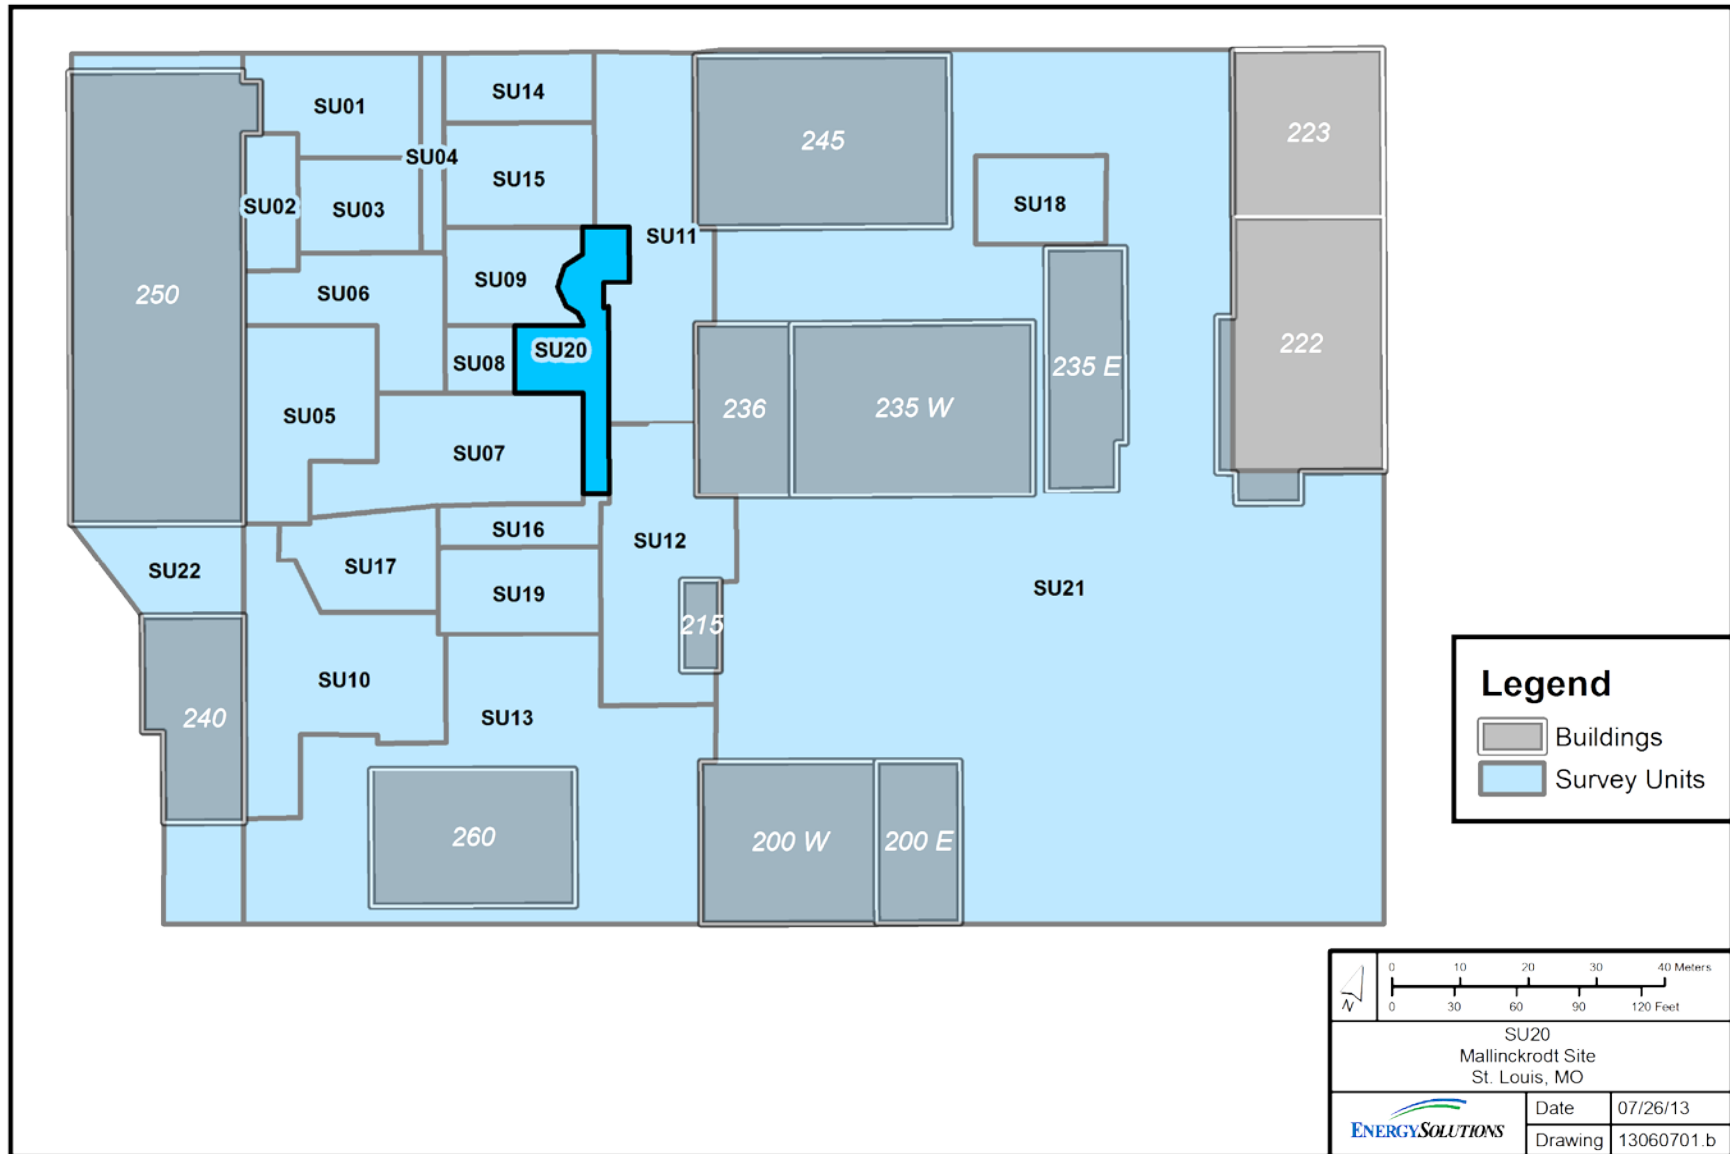 SU01
SU14
SU04
SU15
SU02
SU03
245
223
SU18
SU11
250
SU06
SU09
SU20
SU08
222
235 E
236
235 W
SU05
SU07
SU16
SU12
SU22
SU17
SU19
SU21
215
SU10
SU13
240
260
200 W
200 E
Legend
Buildings
Survey Units
0 10 20 30 40 Meters
0 30 60 90 120 Feet
N
SU20
Mallinckrodt Site
St. Louis, MO
ENERGYSOLUTIONS
Date 07/26/13
Drawing 13060701.b